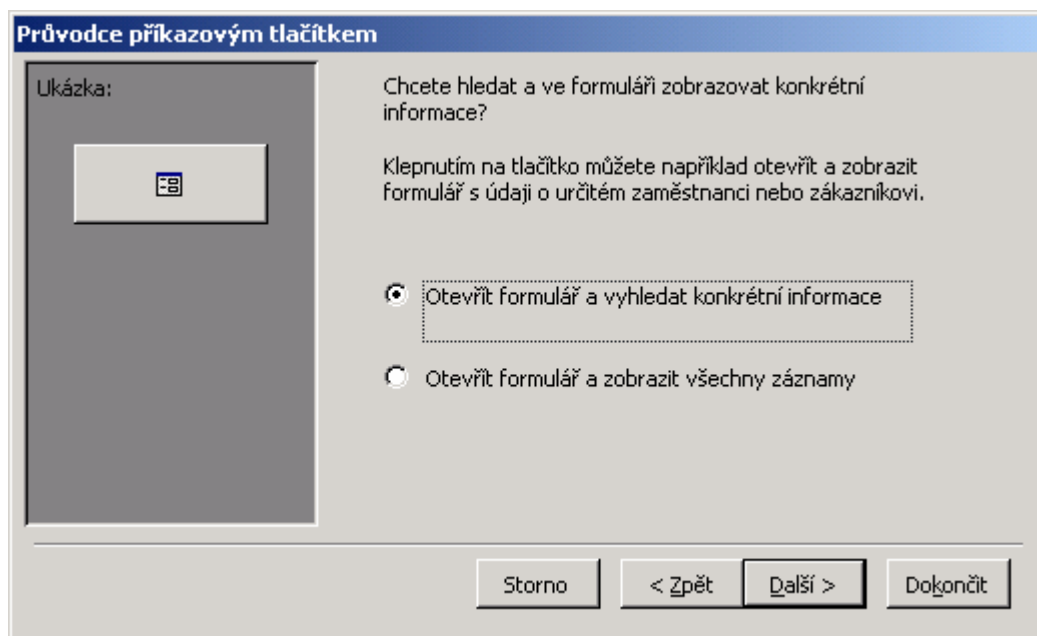 Průvodce příkazovým tlačítkem
Ukázka:
Chcete hledat a ve formuláři zobrazovat konkrétní
informace?
Klepnutím na tlačítko můžete například otevřít a zobrazit
formulář s údaji o určitém zaměstnanci nebo zákazníkovi.
Otevřít formulář a vyhledat konkrétní informace
Otevřít formulář a zobrazit všechny záznamy
Storno
< Zpět
Další >
Dokončit